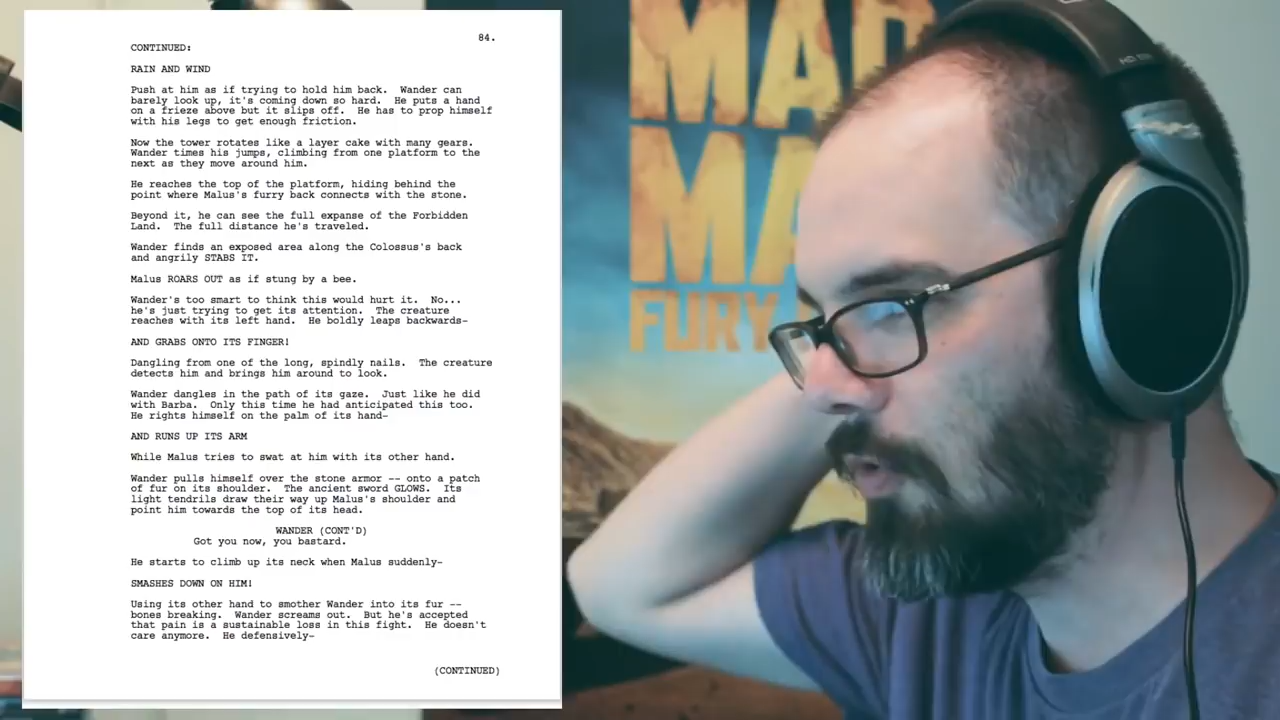 84.
CONTINUED:
RAIN AND WIND
Push at him as if trying to hold him back. Wander can
barely look up, it's coming down so hard. He puts a hand
on a frieze above but it slips off. He has to prop himself
with his legs to get enough friction.
Now the tower rotates like a layer cake with many gears.
Wander times his jumps, climbing from one platform to the
next as they move around him.
He reaches the top of the platform, hiding behind the
point where Malus's furry back connects with the stone.
Beyond it, he can see the full expanse of the Forbidden
Land. The full distance he's traveled.
Wander finds an exposed area along the Colossus's back
and angrily STABS IT.
Malus ROARS OUT as if stung by a bee.
Wander's too smart to think this would hurt it. No...
he's just trying to get its attention. The creature
reaches with its left hand. He boldly leaps backwards-
AND GRABS ONTO ITS FINGER!
Dangling from one of the long, spindly nails. The creature
detects him and brings him around to look.
Wander dangles in the path of its gaze. Just like he did
with Barba. Only this time he had anticipated this too.
He rights himself on the palm of its hand-
AND RUNS UP ITS ARM
While Malus tries to swat at him with its other hand.
Wander pulls himself over the stone armor -- onto a patch
of fur on its shoulder. The ancient sword GLOWS. Its
light tendrils draw their way up Malus's shoulder and
point him towards the top of its head.
WANDER (CONT'D)
Got you now, you bastard.
He starts to climb up its neck when Malus suddenly-
SMASHES DOWN ON HIM!
Using its other hand to smother Wander into its fur --
bones breaking. Wander screams out. But he's accepted
that pain is a sustainable loss in this fight. He doesn't
care anymore. He defensively-
(CONTINUED)
MAD
MA
FURY